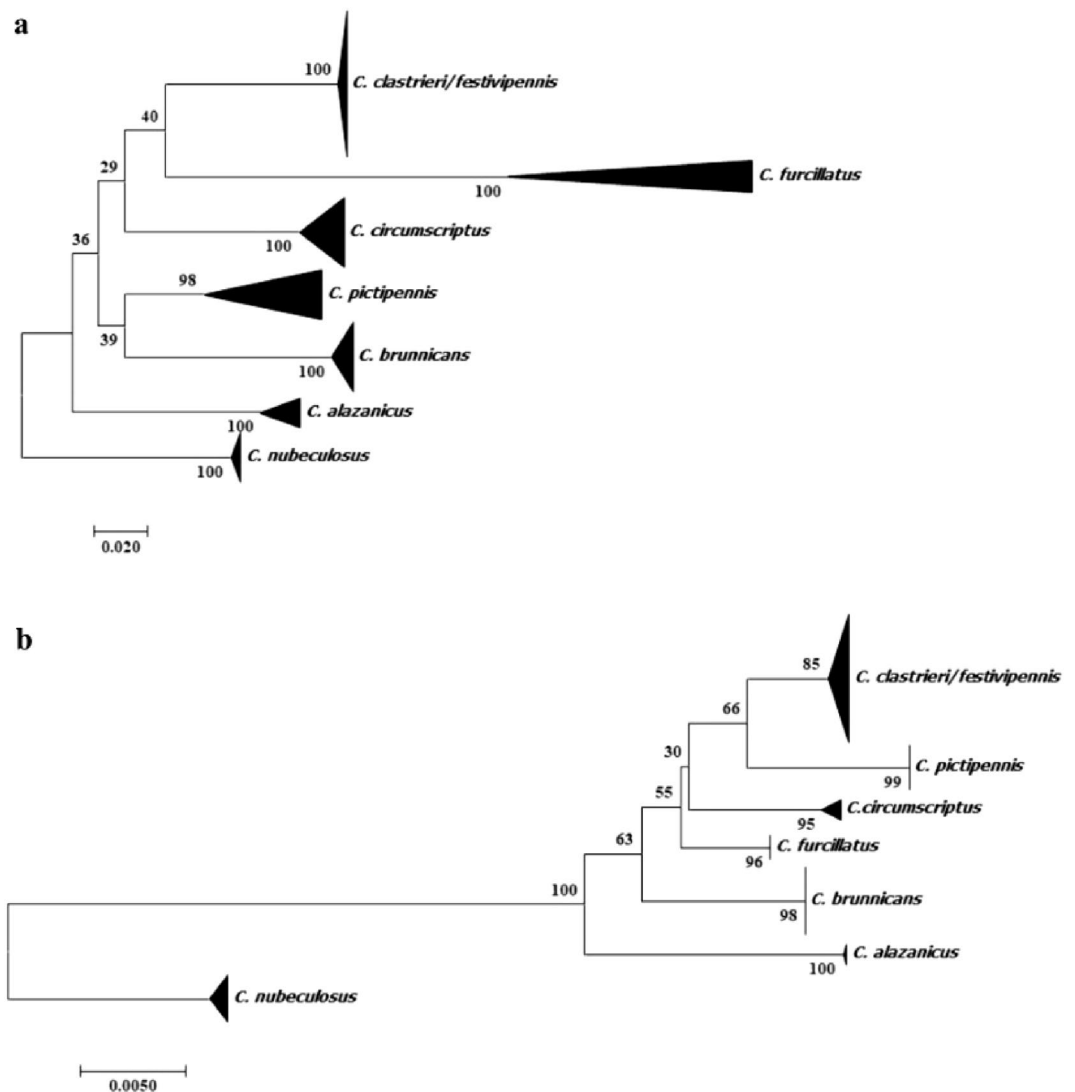 a
100 C. clastrieri/festivipennis
40
29
100 C. furcillatus
36
100 C. circumscriptus
98 C. pictipennis
39
100 C. brunnicans
100 C. alazanicus
100 C. nubeculosus
0.020
b
85 C. clastrieri/festivipennis
66
30
99 C. pictipennis
55
95 C.circumscriptus
63
96 C. furcillatus
100
98 C. brunnicans
100 C. alazanicus
C. nubeculosus
0.0050